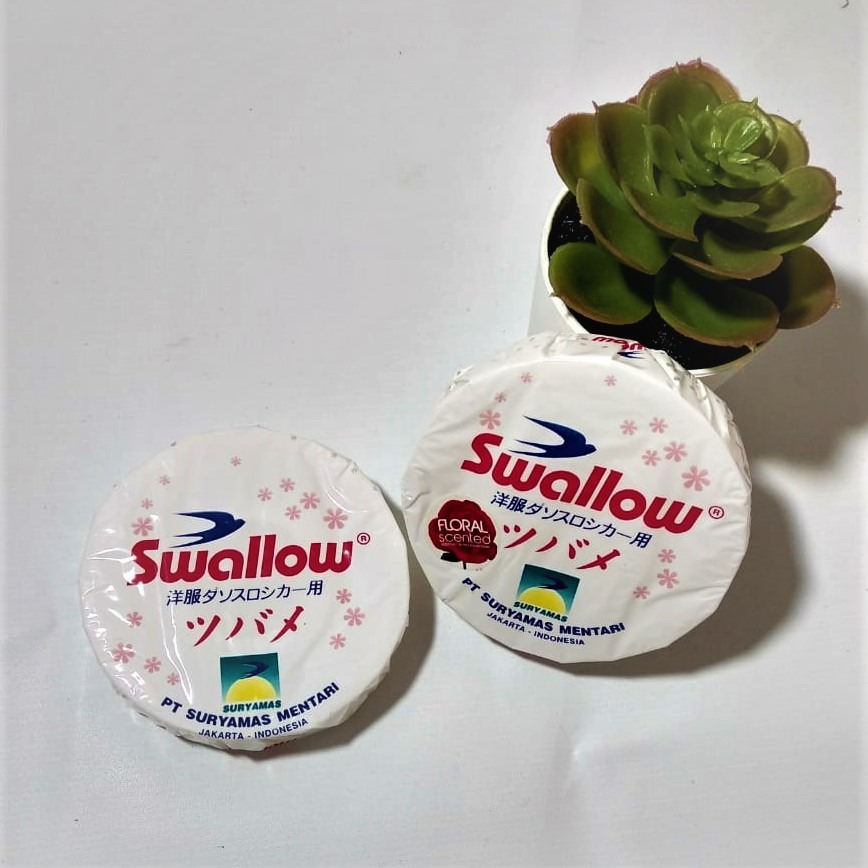 Swallow®
洋服ダソスロシカー用
ツバメ
SURYAMAS
PT SURYAMAS MENTARI
JAKARTA - INDONESIA
Swallow®
洋服ダソスロシカー用
FLORAL
scented
ツバメ
SURYAMAS
PT SURYAMAS MENTARI
JAKARTA - INDONESIA